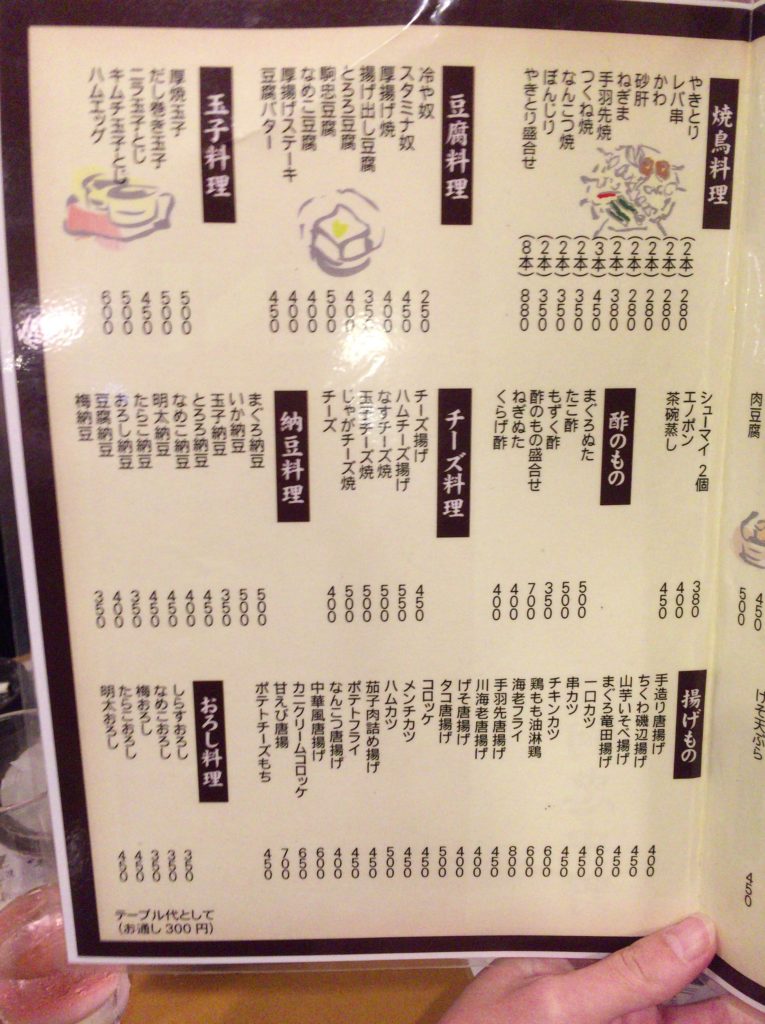 肉豆腐
450
500
げそ天ぷら
450
焼鳥料理
やきとり (2本) 280
レバ串 (2本) 280
かわ (2本) 280
砂肝 (2本) 280
ねぎま (2本) 380
手羽先焼 (3本) 450
つくね焼 (2本) 350
なんこつ焼 (2本) 350
ぼんじり (2本) 350
やきとり盛合せ (8本) 880
豆腐料理
冷や奴 250
スタミナ奴 450
厚揚げ焼 400
揚げ出し豆腐 350
とろろ豆腐 400
駒忠豆腐 500
なめこ豆腐 400
厚揚げステーキ 400
豆腐バター 450
玉子料理
厚焼玉子 500
だし巻き玉子 500
ニラ玉子とじ 450
キムチ玉子とじ 500
ハムエッグ 600
シューマイ 2個 380
エノポン 400
茶碗蒸し 450
酢のもの
まぐろぬた 500
たこ酢 500
もずく酢 350
酢のもの盛合せ 700
ねぎぬた 400
くらげ酢 400
チーズ料理
チーズ揚げ 450
ハムチーズ揚げ 550
なすチーズ焼 500
玉子チーズ焼 500
じゃがチーズ焼 500
チーズ 400
納豆料理
まぐろ納豆 500
いか納豆 500
玉子納豆 350
とろろ納豆 450
なめこ納豆 400
明太納豆 450
たらこ納豆 450
おろし納豆 350
豆腐納豆 400
梅納豆 350
揚げもの
手造り唐揚げ 400
ちくわ磯辺揚げ 450
山芋いそべ揚げ 450
まぐろ竜田揚げ 600
一口カツ 450
串カツ 450
チキンカツ 600
鶏もも油淋鶏 600
海老フライ 800
手羽先唐揚げ 450
川海老唐揚げ 400
げそ唐揚げ 400
タコ唐揚げ 500
コロッケ 450
メンチカツ 450
ハムカツ 500
茄子肉詰め揚げ 450
ポテトフライ 450
なんこつ唐揚げ 400
中華風唐揚げ 600
カニクリームコロッケ 650
甘えび唐揚 700
ポテトチーズもち 450
おろし料理
しらすおろし 350
なめこおろし 350
梅おろし 350
たらこおろし 450
明太おろし 450
テーブル代として
(お通し 300 円)